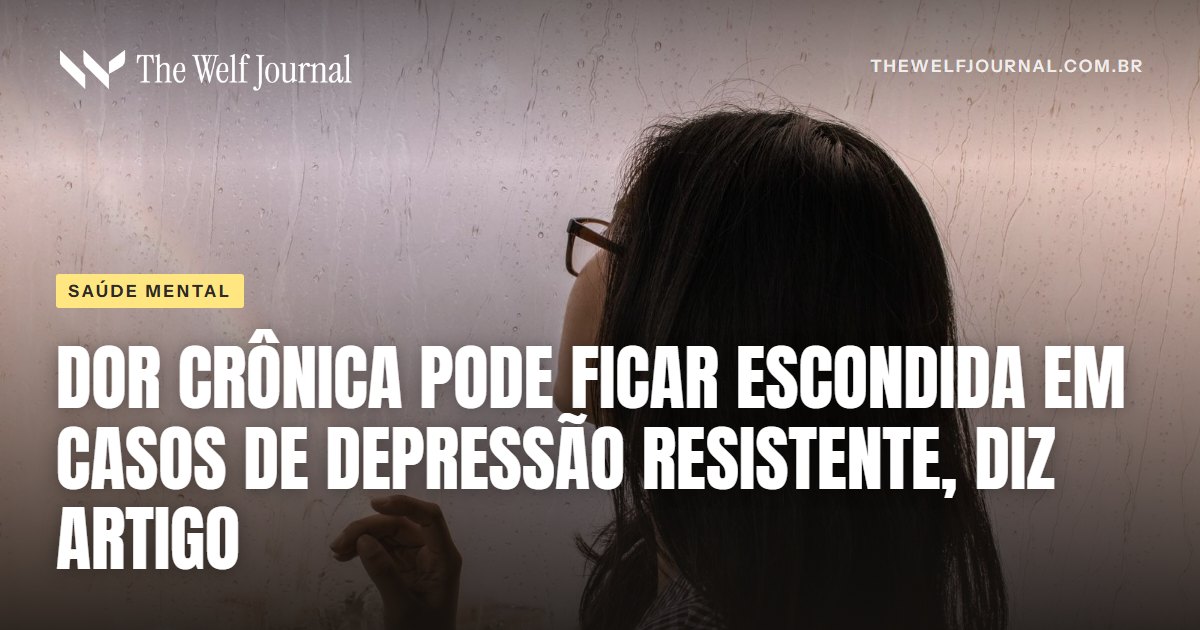 The Welf Journal
THEWELFJOURNAL.COM.BR
SAÚDE MENTAL
DOR CRÔNICA PODE FICAR ESCONDIDA EM
CASOS DE DEPRESSÃO RESISTENTE, DIZ
ARTIGO